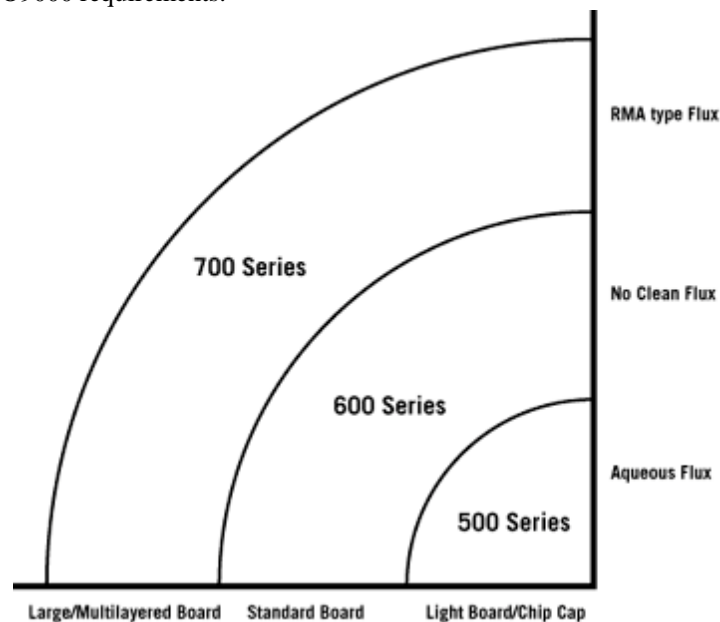 requirements.
RMA type Flux
700 Series
No Clean Flux
600 Series
Aqueous Flux
500 Series
Large/Multilayered Board Standard Board Light Board/Chip Cap